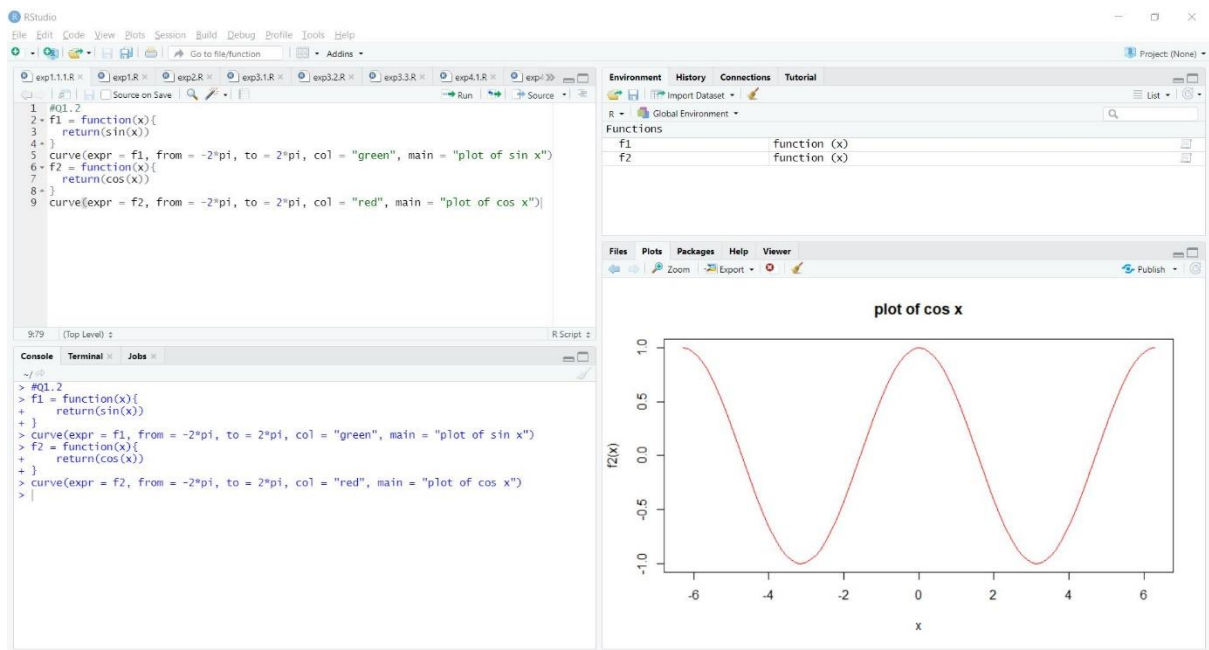 RStudio
File Edit Code View Plots Session Build Debug Profile Tools Help
Go to file/function Addins Project: (None)
exp1.1.1.R exp1.R exp2.R exp3.1.R exp3.2.R exp3.3.R exp4.1.R
Source on Save Run Source
1 #Q1.2
2 f1 = function(x){
3 return(sin(x))
4 }
5 curve(expr = f1, from = -2*pi, to = 2*pi, col = "green", main = "plot of sin x")
6 f2 = function(x){
7 return(cos(x))
8 }
9 curve(expr = f2, from = -2*pi, to = 2*pi, col = "red", main = "plot of cos x")
9:79 (Top Level) R Script
Console Terminal Jobs
~/
> #Q1.2
> f1 = function(x){
+ return(sin(x))
+ }
> curve(expr = f1, from = -2*pi, to = 2*pi, col = "green", main = "plot of sin x")
> f2 = function(x){
+ return(cos(x))
+ }
> curve(expr = f2, from = -2*pi, to = 2*pi, col = "red", main = "plot of cos x")
>
Environment History Connections Tutorial
Import Dataset List
R Global Environment
Functions
f1 function (x)
f2 function (x)
Files Plots Packages Help Viewer
Zoom Export Publish
plot of cos x
f2(x)
1.0
0.5
0.0
-0.5
-1.0
-6 -4 -2 0 2 4 6
x